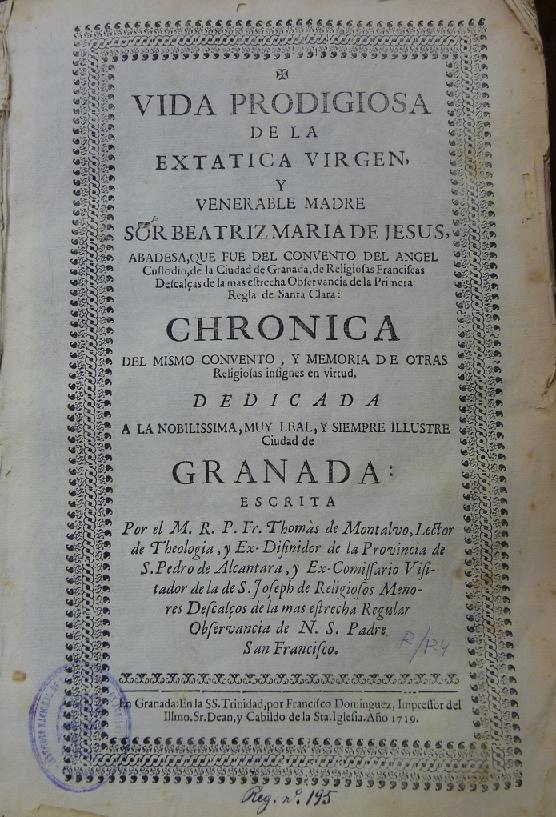 ✠
VIDA PRODIGIOSA
DE LA
EXTATICA VIRGEN,
Y
VENERABLE MADRE
SOR BEATRIZ MARIA DE JESUS,
ABADESA, QUE FUE DEL CONVENTO DEL ANGEL
Cuſtodio, de la Ciudad de Granada, de Religioſas Franciſcas
Deſcalças de la mas eſtrecha Obſervancia de la Primera
Regla de Santa Clara:
CHRONICA
DEL MISMO CONVENTO, Y MEMORIA DE OTRAS
Religioſas inſignes en virtud,
DEDICADA
A LA NOBILISSIMA, MUY LEAL, Y SIEMPRE ILLUSTRE
Ciudad de
GRANADA:
ESCRITA
Por el M. R. P. Fr. Thomàs de Montalvo, Lector
de Theologia, y Ex-Difinidor de la Provincia de
S. Pedro de Alcantara, y Ex-Comiſſario Viſi-
tador de la de S. Joſeph de Religioſos Meno-
res Deſcalços de la mas eſtrecha Regular
Obſervancia de N. S. Padre
San Franciſco.
En Granada: En la SS. Trinidad, por Franciſco Dominguez, Impreſſor del
Illmo. Sr. Dean, y Cabildo de la Sta. Igleſia. Año 1719.
Reg. nº. 195